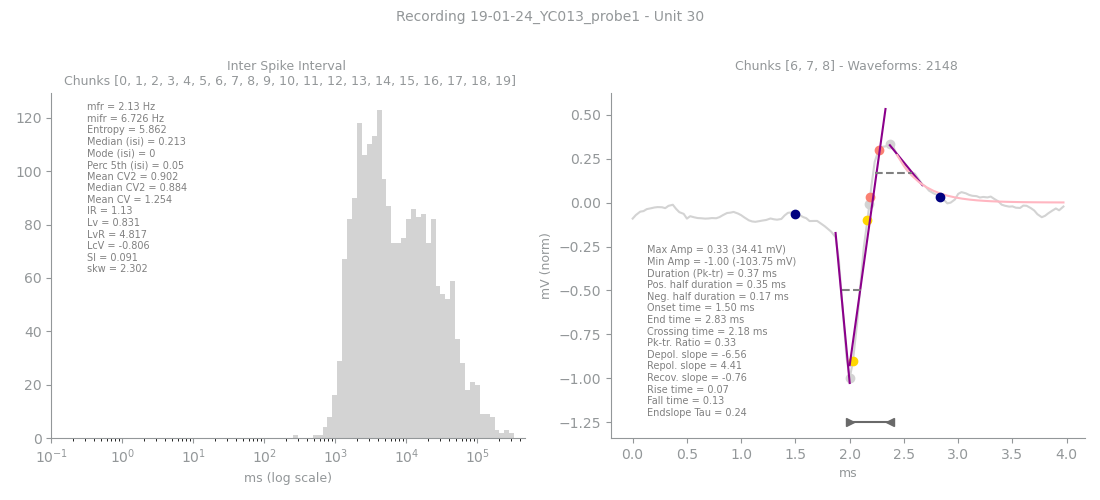 Recording 19-01-24_YC013_probe1 - Unit 30
Inter Spike Interval
Chunks [0, 1, 2, 3, 4, 5, 6, 7, 8, 9, 10, 11, 12, 13, 14, 15, 16, 17, 18, 19]
mfr = 2.13 Hz
mifr = 6.726 Hz
Entropy = 5.862
Median (isi) = 0.213
Mode (isi) = 0
Perc 5th (isi) = 0.05
Mean CV2 = 0.902
Median CV2 = 0.884
Mean CV = 1.254
IR = 1.13
Lv = 0.831
LvR = 4.817
LcV = -0.806
SI = 0.091
skw = 2.302
120
100
80
60
40
20
0
10⁻¹ 10⁰ 10¹ 10² 10³ 10⁴ 10⁵
ms (log scale)
Chunks [6, 7, 8] - Waveforms: 2148
mV (norm)
0.50
0.25
0.00
−0.25
−0.50
−0.75
−1.00
−1.25
Max Amp = 0.33 (34.41 mV)
Min Amp = -1.00 (-103.75 mV)
Duration (Pk-tr) = 0.37 ms
Pos. half duration = 0.35 ms
Neg. half duration = 0.17 ms
Onset time = 1.50 ms
End time = 2.83 ms
Crossing time = 2.18 ms
Pk-tr. Ratio = 0.33
Depol. slope = -6.56
Repol. slope = 4.41
Recov. slope = -0.76
Rise time = 0.07
Fall time = 0.13
Endslope Tau = 0.24
0.0 0.5 1.0 1.5 2.0 2.5 3.0 3.5 4.0
ms